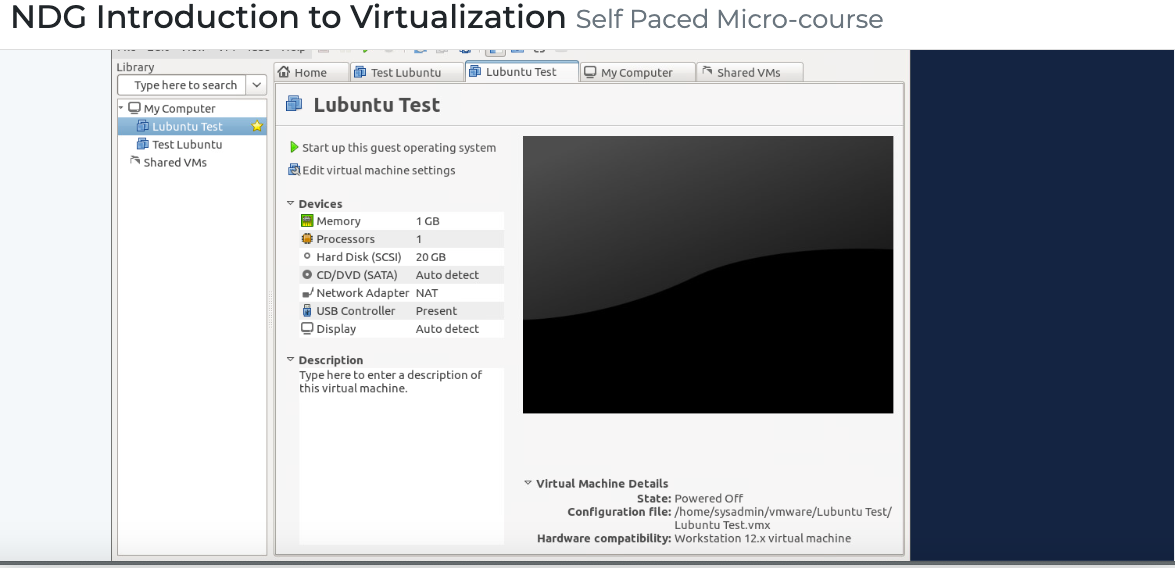 NDG Introduction to Virtualization Self Paced Micro-course
Library
Type here to search
My Computer
Lubuntu Test
Test Lubuntu
Shared VMs
Home
Test Lubuntu
Lubuntu Test
My Computer
Shared VMs
Lubuntu Test
Start up this guest operating system
Edit virtual machine settings
Devices
Memory 1 GB
Processors 1
Hard Disk (SCSI) 20 GB
CD/DVD (SATA) Auto detect
Network Adapter NAT
USB Controller Present
Display Auto detect
Description
Type here to enter a description of
this virtual machine.
Virtual Machine Details
State: Powered Off
Configuration file: /home/sysadmin/vmware/Lubuntu Test/
Lubuntu Test.vmx
Hardware compatibility: Workstation 12.x virtual machine